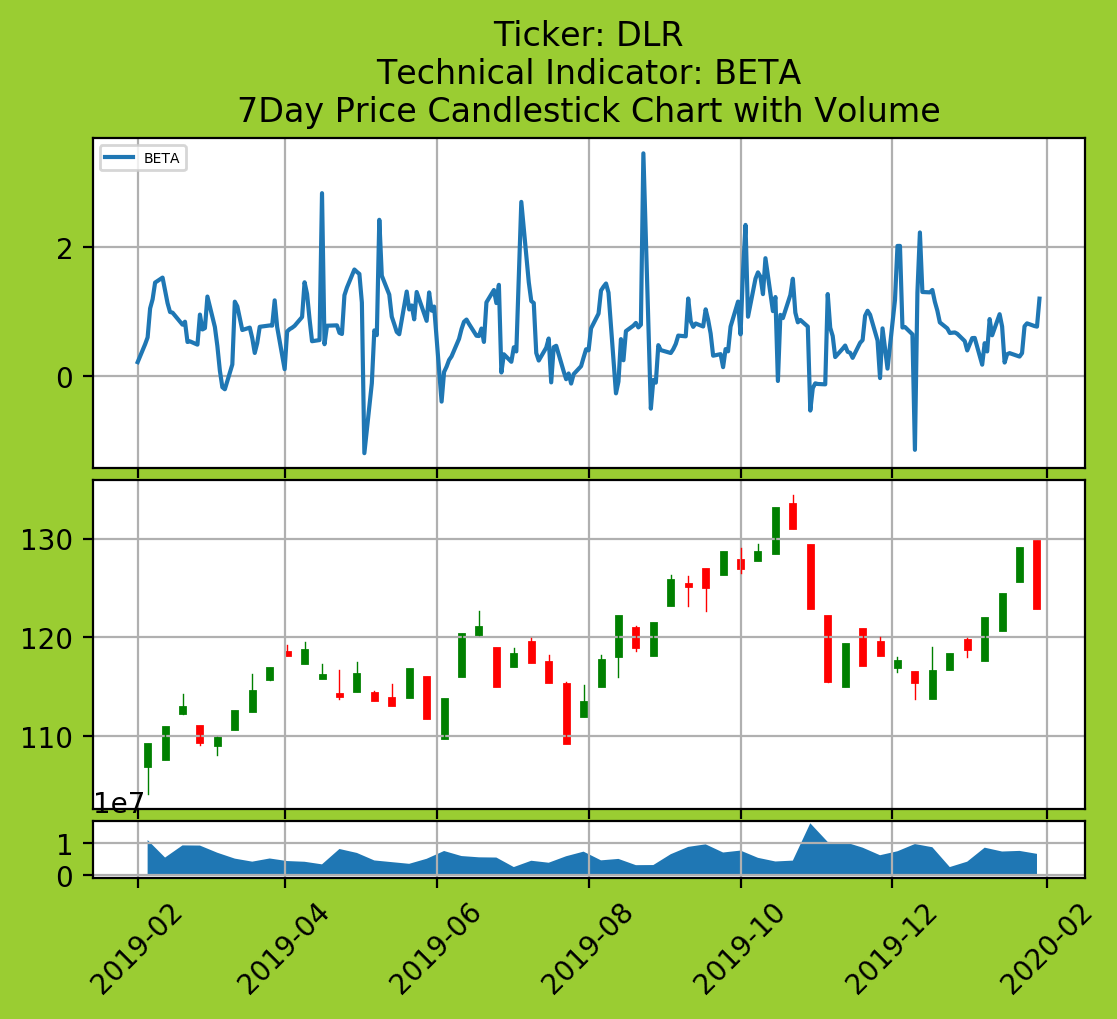 Ticker: DLR
Technical Indicator: BETA
7Day Price Candlestick Chart with Volume
BETA
2
0
130
120
110
1e7
1
0
2019-02
2019-04
2019-06
2019-08
2019-10
2019-12
2020-02